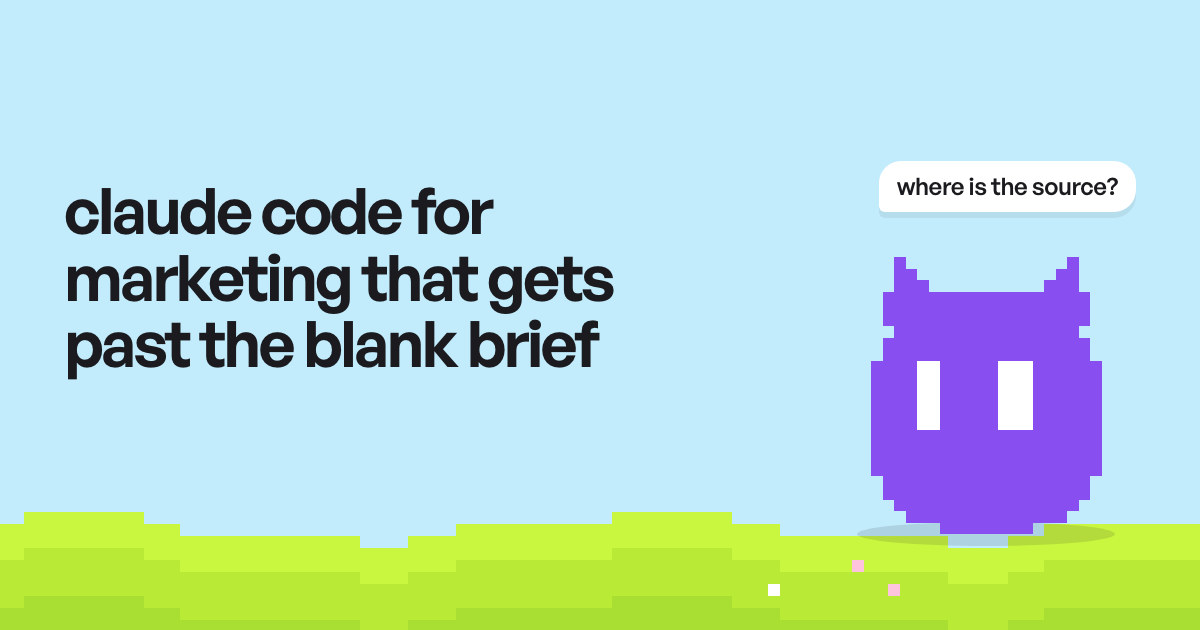 claude code for
marketing that gets
past the blank brief
where is the source?